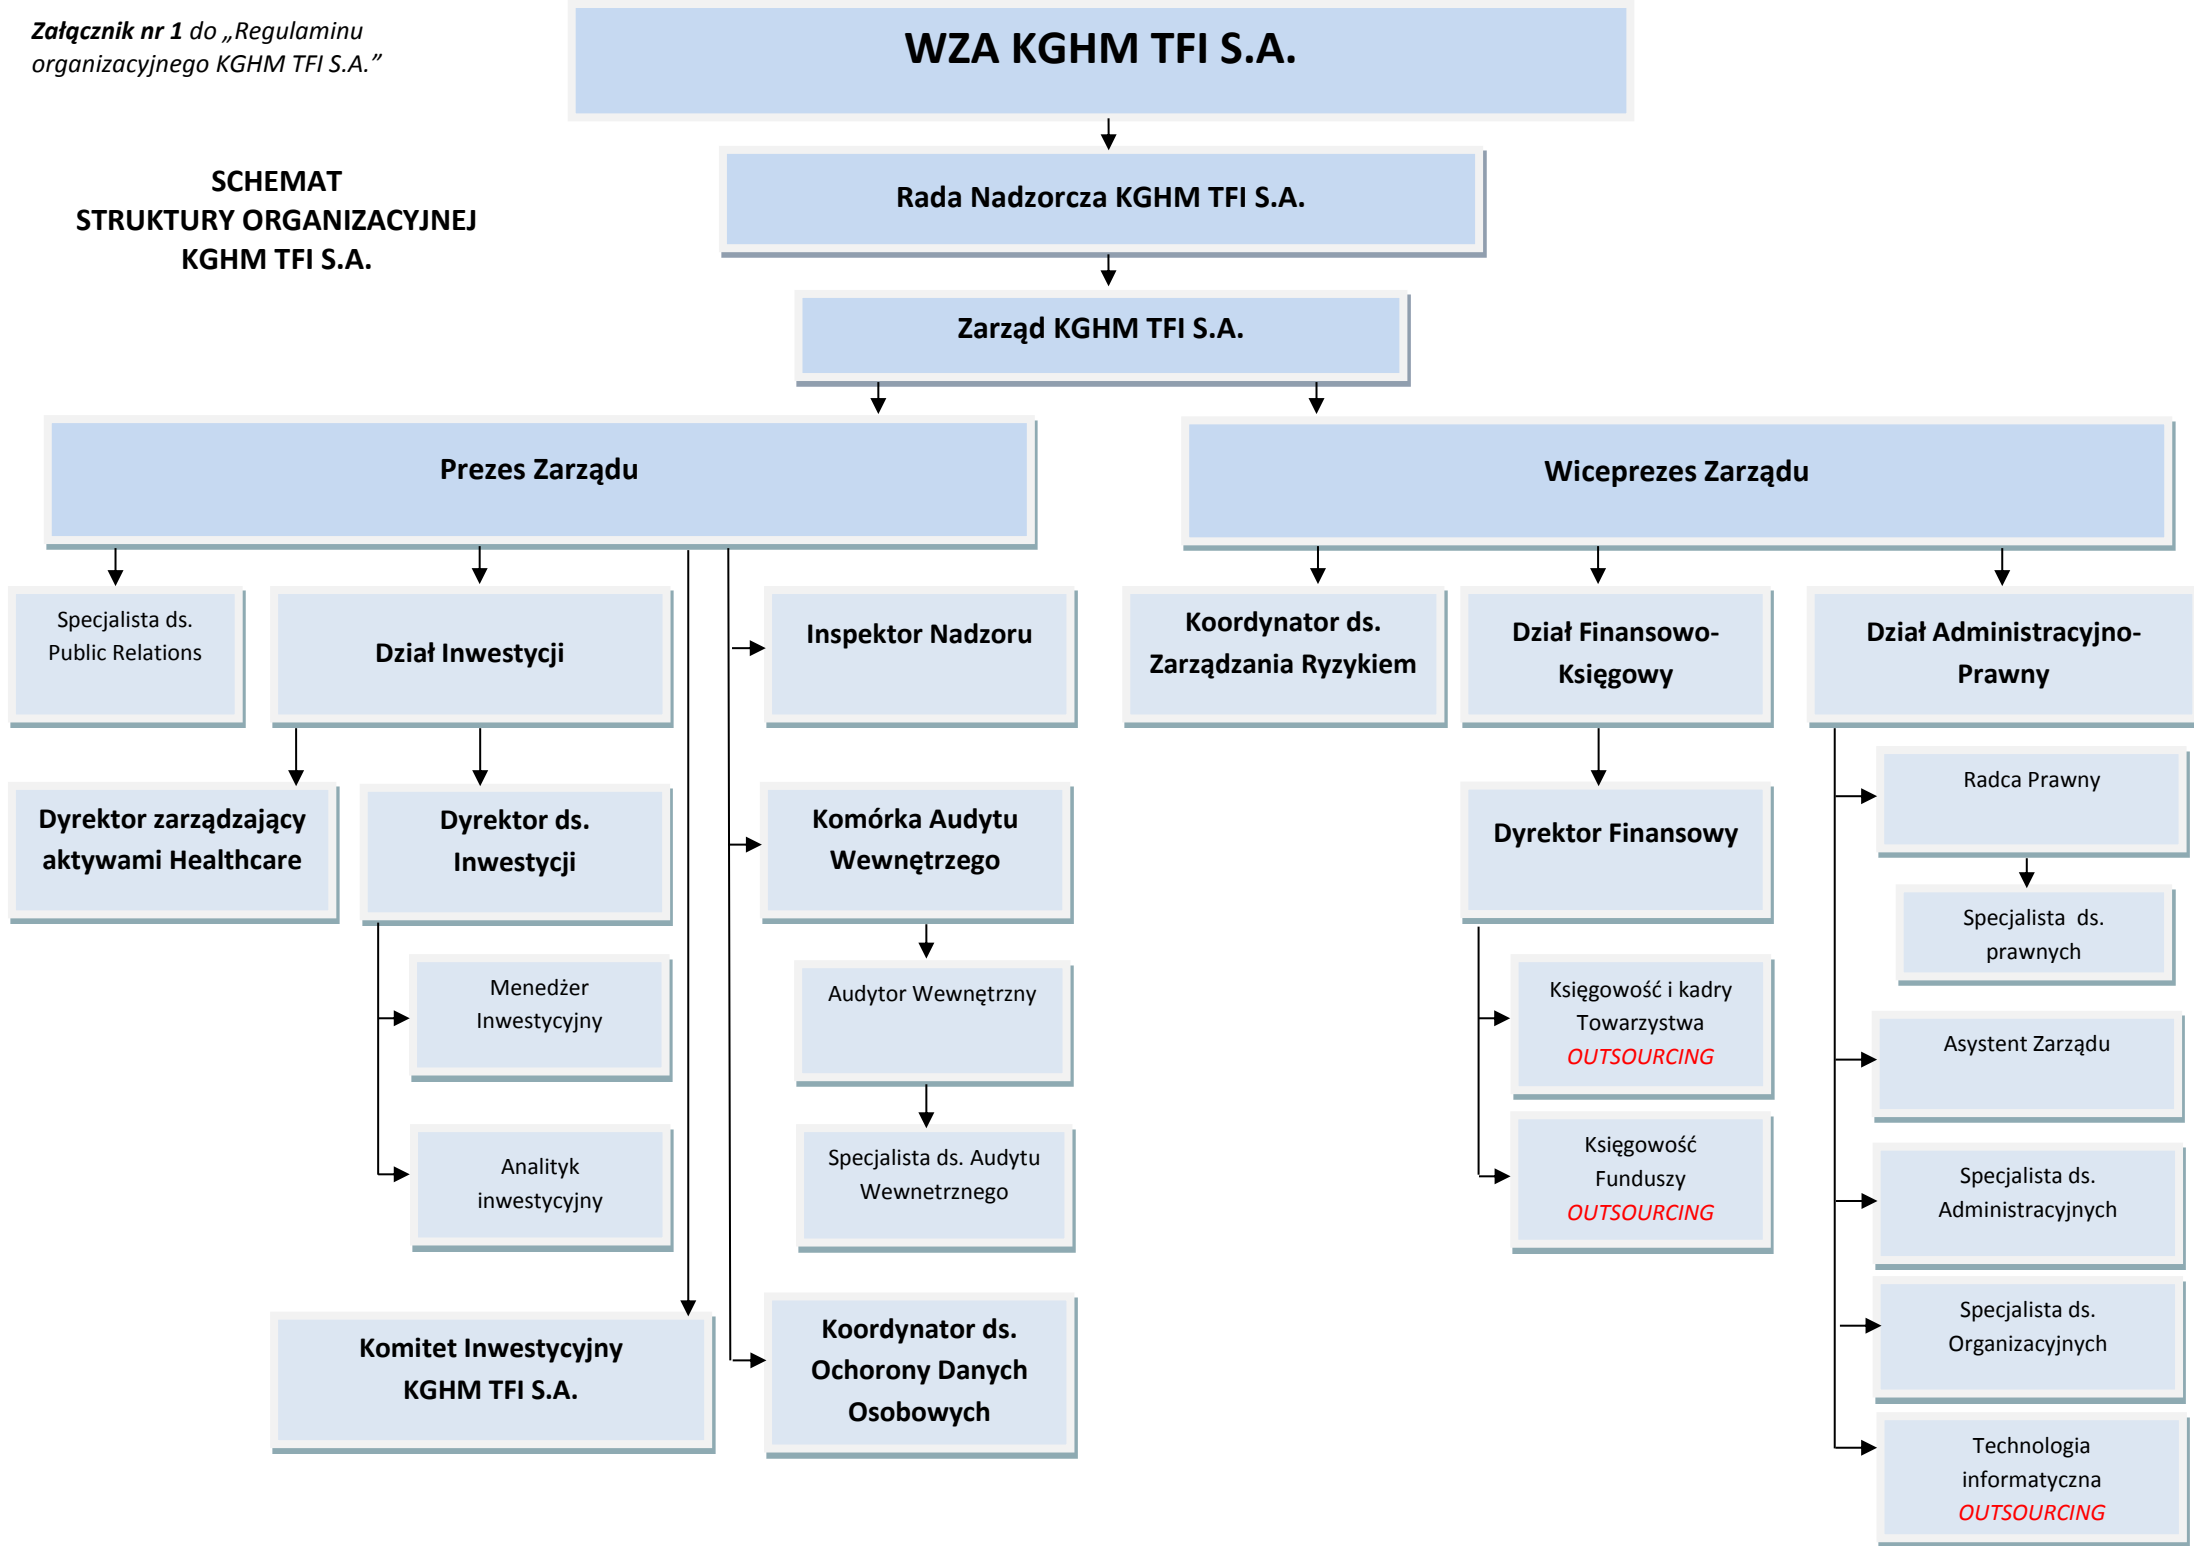 Załącznik nr 1 do „Regulaminu
organizacyjnego KGHM TFI S.A.”
WZA KGHM TFI S.A.
SCHEMAT
STRUKTURY ORGANIZACYJNEJ
KGHM TFI S.A.
Rada Nadzorcza KGHM TFI S.A.
Zarząd KGHM TFI S.A.
Prezes Zarządu
Wiceprezes Zarządu
Specjalista ds.
Public Relations
Dział Inwestycji
Inspektor Nadzoru
Koordynator ds.
Zarządzania Ryzykiem
Dział Finansowo-
Księgowy
Dział Administracyjno-
Prawny
Dyrektor zarządzający
aktywami Healthcare
Dyrektor ds.
Inwestycji
Komórka Audytu
Wewnętrzego
Dyrektor Finansowy
Radca Prawny
Specjalista ds.
prawnych
Menedżer
Inwestycyjny
Audytor Wewnętrzny
Księgowość i kadry
Towarzystwa
OUTSOURCING
Asystent Zarządu
Analityk
inwestycyjny
Specjalista ds. Audytu
Wewnetrznego
Księgowość
Funduszy
OUTSOURCING
Specjalista ds.
Administracyjnych
Komitet Inwestycyjny
KGHM TFI S.A.
Koordynator ds.
Ochorony Danych
Osobowych
Specjalista ds.
Organizacyjnych
Technologia
informatyczna
OUTSOURCING